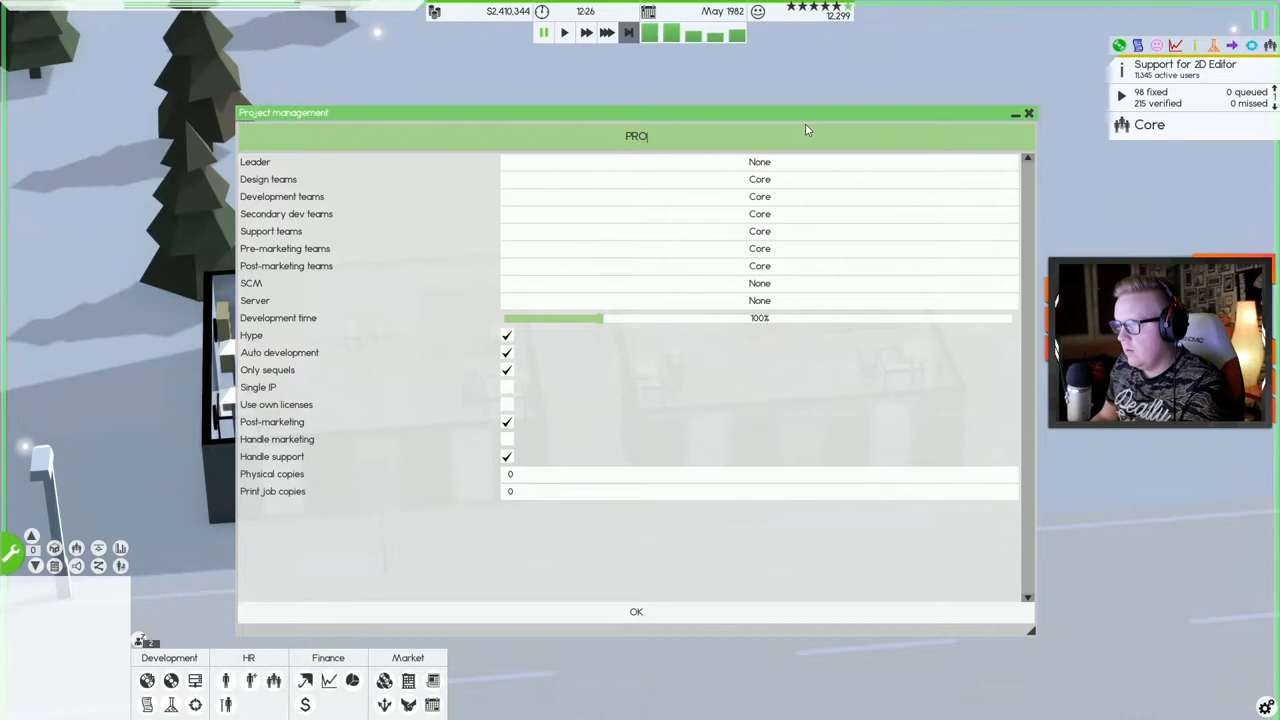 $2,410,344
12:26
May 1982
12,299
Support for 2D Editor
11,345 active users
98 fixed
0 queued
215 verified
0 missed
1
Core
Project management
PRO
Leader
None
Design teams
Core
Development teams
Core
Secondary dev teams
Core
Support teams
Core
Pre-marketing teams
Core
Post-marketing teams
Core
SCM
None
Server
None
Development time
100%
Hype
Auto development
Only sequels
Single IP
Use own licenses
Post-marketing
Handle marketing
Handle support
Physical copies
0
Print job copies
0
OK
0
2
Development
HR
Finance
Market